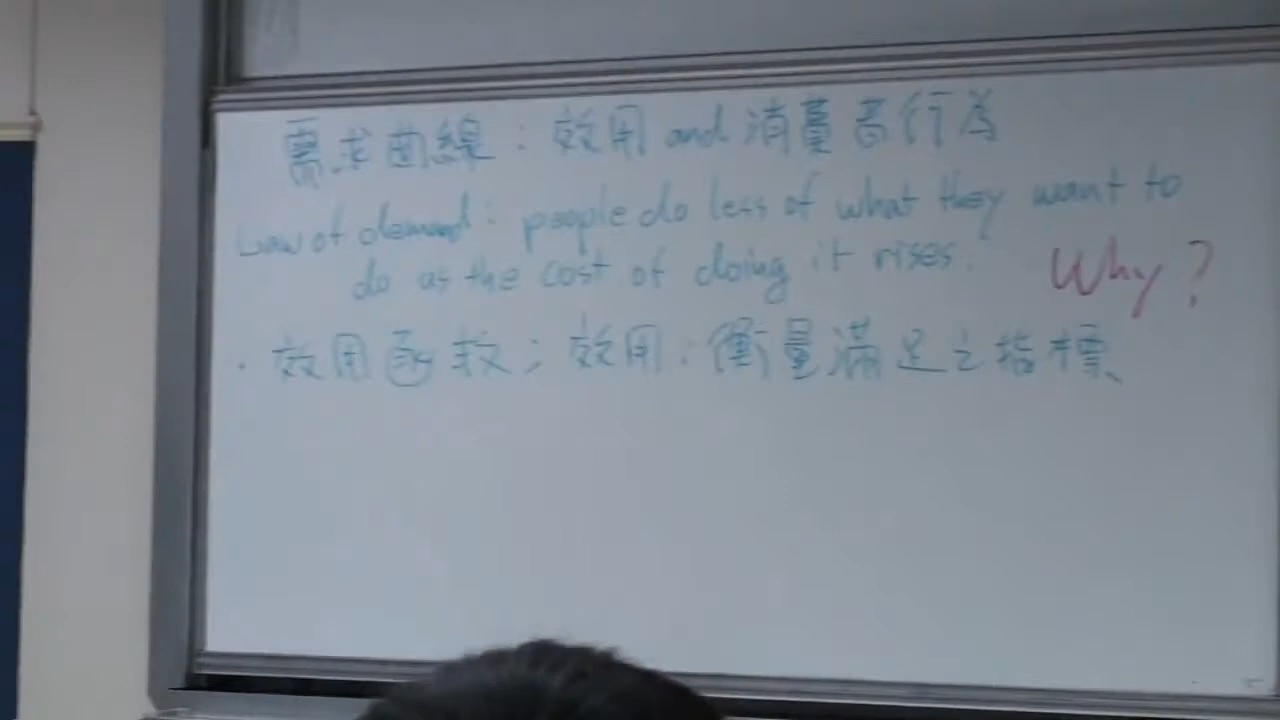 需求曲線：效用 and 消費者行為
Law of demand: people do less of what they want to
do as the cost of doing it rises. Why?
· 效用函数；效用：衡量滿足之指標